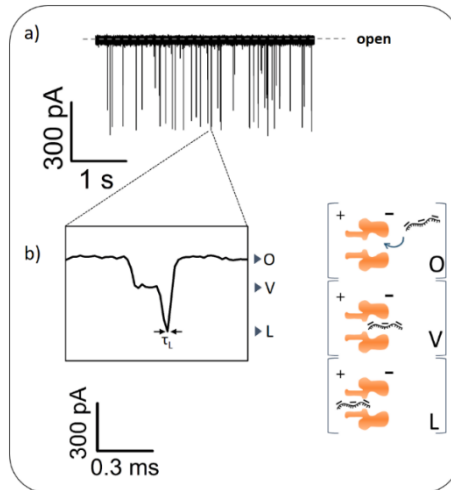 a)
open
300 pA
1 s
b)
O
V
L
τL
300 pA
0.3 ms
+ −
O
+ −
V
+ −
L